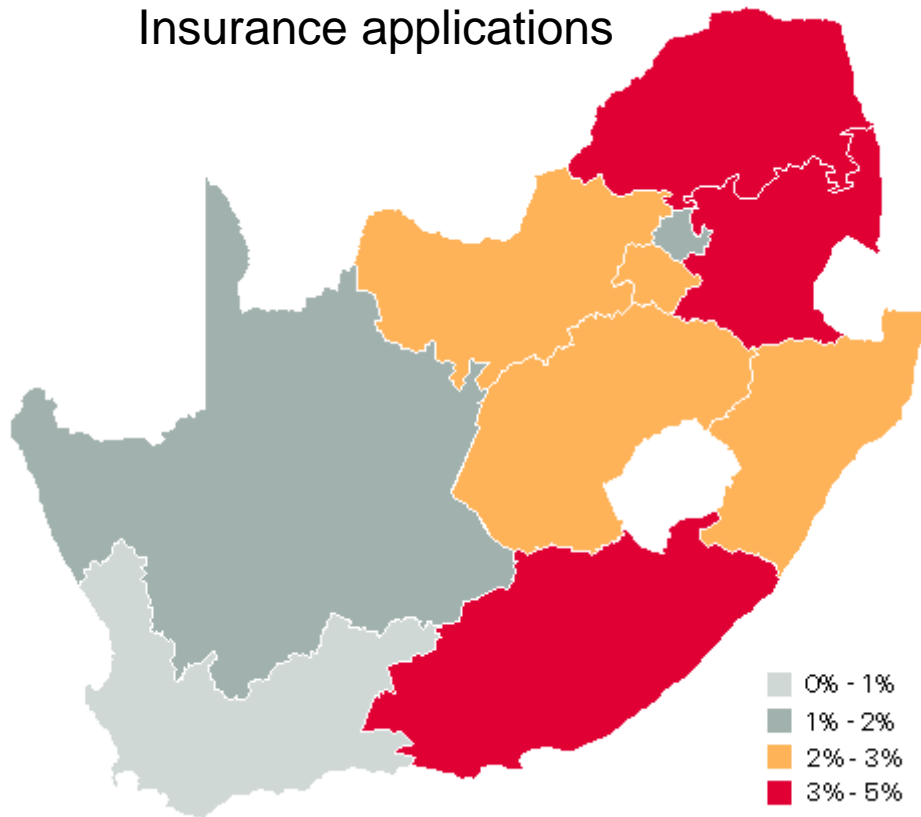 Insurance applications
0% - 1%
1% - 2%
2% - 3%
3% - 5%